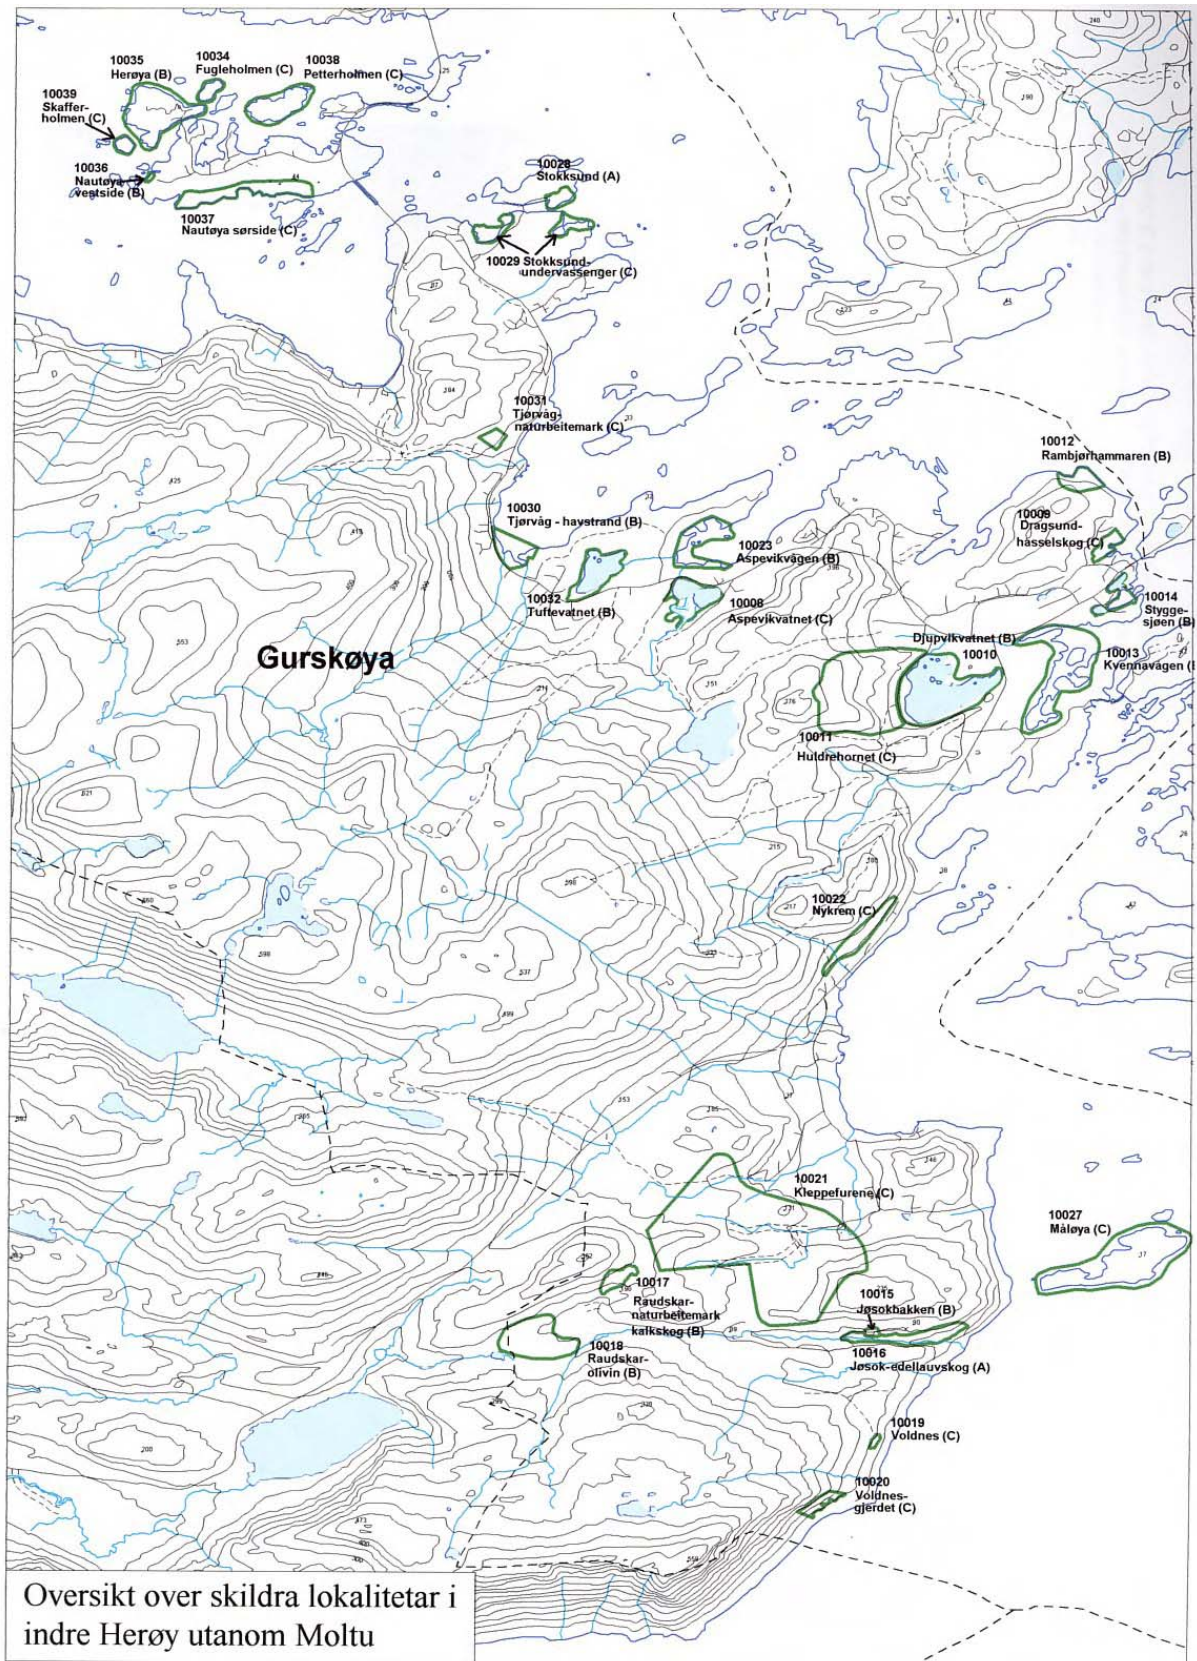 10035
Herøya (B)
10034
Fugleholmen (C)
10038
Petterholmen (C)
10039
Skaffer-
holmen (C)
10036
Nautøya
vestside (B)
10037
Nautøya sørside (C)
10028
Stokksund (A)
10029 Stokksund-
undervassenger (C)
10031
Tjørvåg-
naturbeitemark (C)
10012
Rambjørhammaren (B)
10009
Dragsund-
hasselskog (C)
10030
Tjørvåg - havstrand (B)
10023
Aspevikvågen (B)
10032
Tuftevatnet (B)
10008
Aspevikvatnet (C)
10014
Stygge-
sjøen (B)
Djupvikvatnet (B)
10010
10013
Kvennavågen (
Gurskøya
10011
Huldrehornet (C)
10022
Nykrem (C)
10021
Kleppefurene (C)
10027
Måløya (C)
10017
Raudskar-
naturbeitemark
kalkskog (B)
10015
Jøsokbakken (B)
10018
Raudskar-
olivin (B)
10016
Jøsok-edellauvskog (A)
10019
Voldnes (C)
10020
Voldnes-
gjerdet (C)
Oversikt over skildra lokalitetar i
indre Herøy utanom Moltu